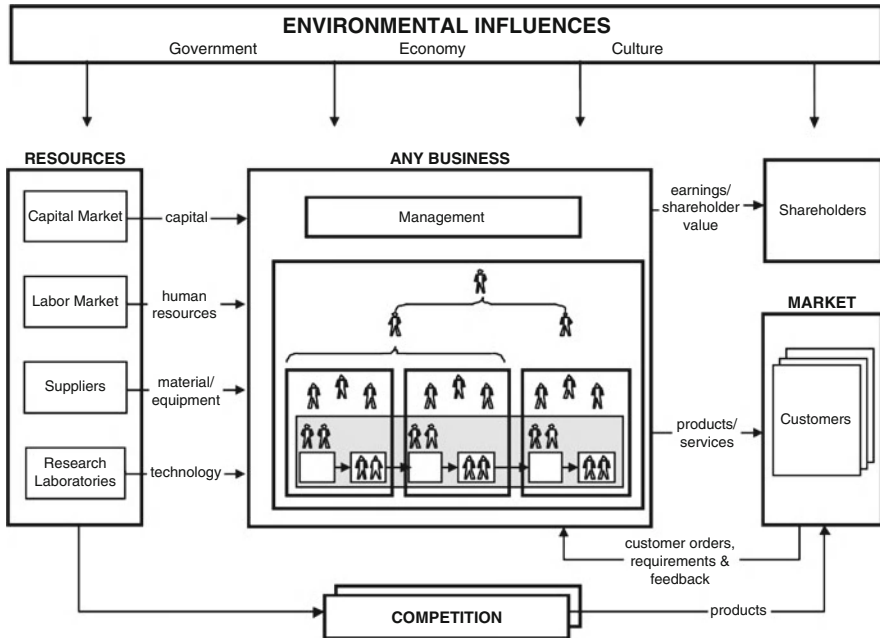 ENVIRONMENTAL INFLUENCES
Government Economy Culture
RESOURCES
Capital Market
Labor Market
Suppliers
Research
Laboratories
capital
human
resources
material/
equipment
technology
ANY BUSINESS
Management
earnings/
shareholder
value
Shareholders
MARKET
Customers
products/
services
customer orders,
requirements &
feedback
COMPETITION
products